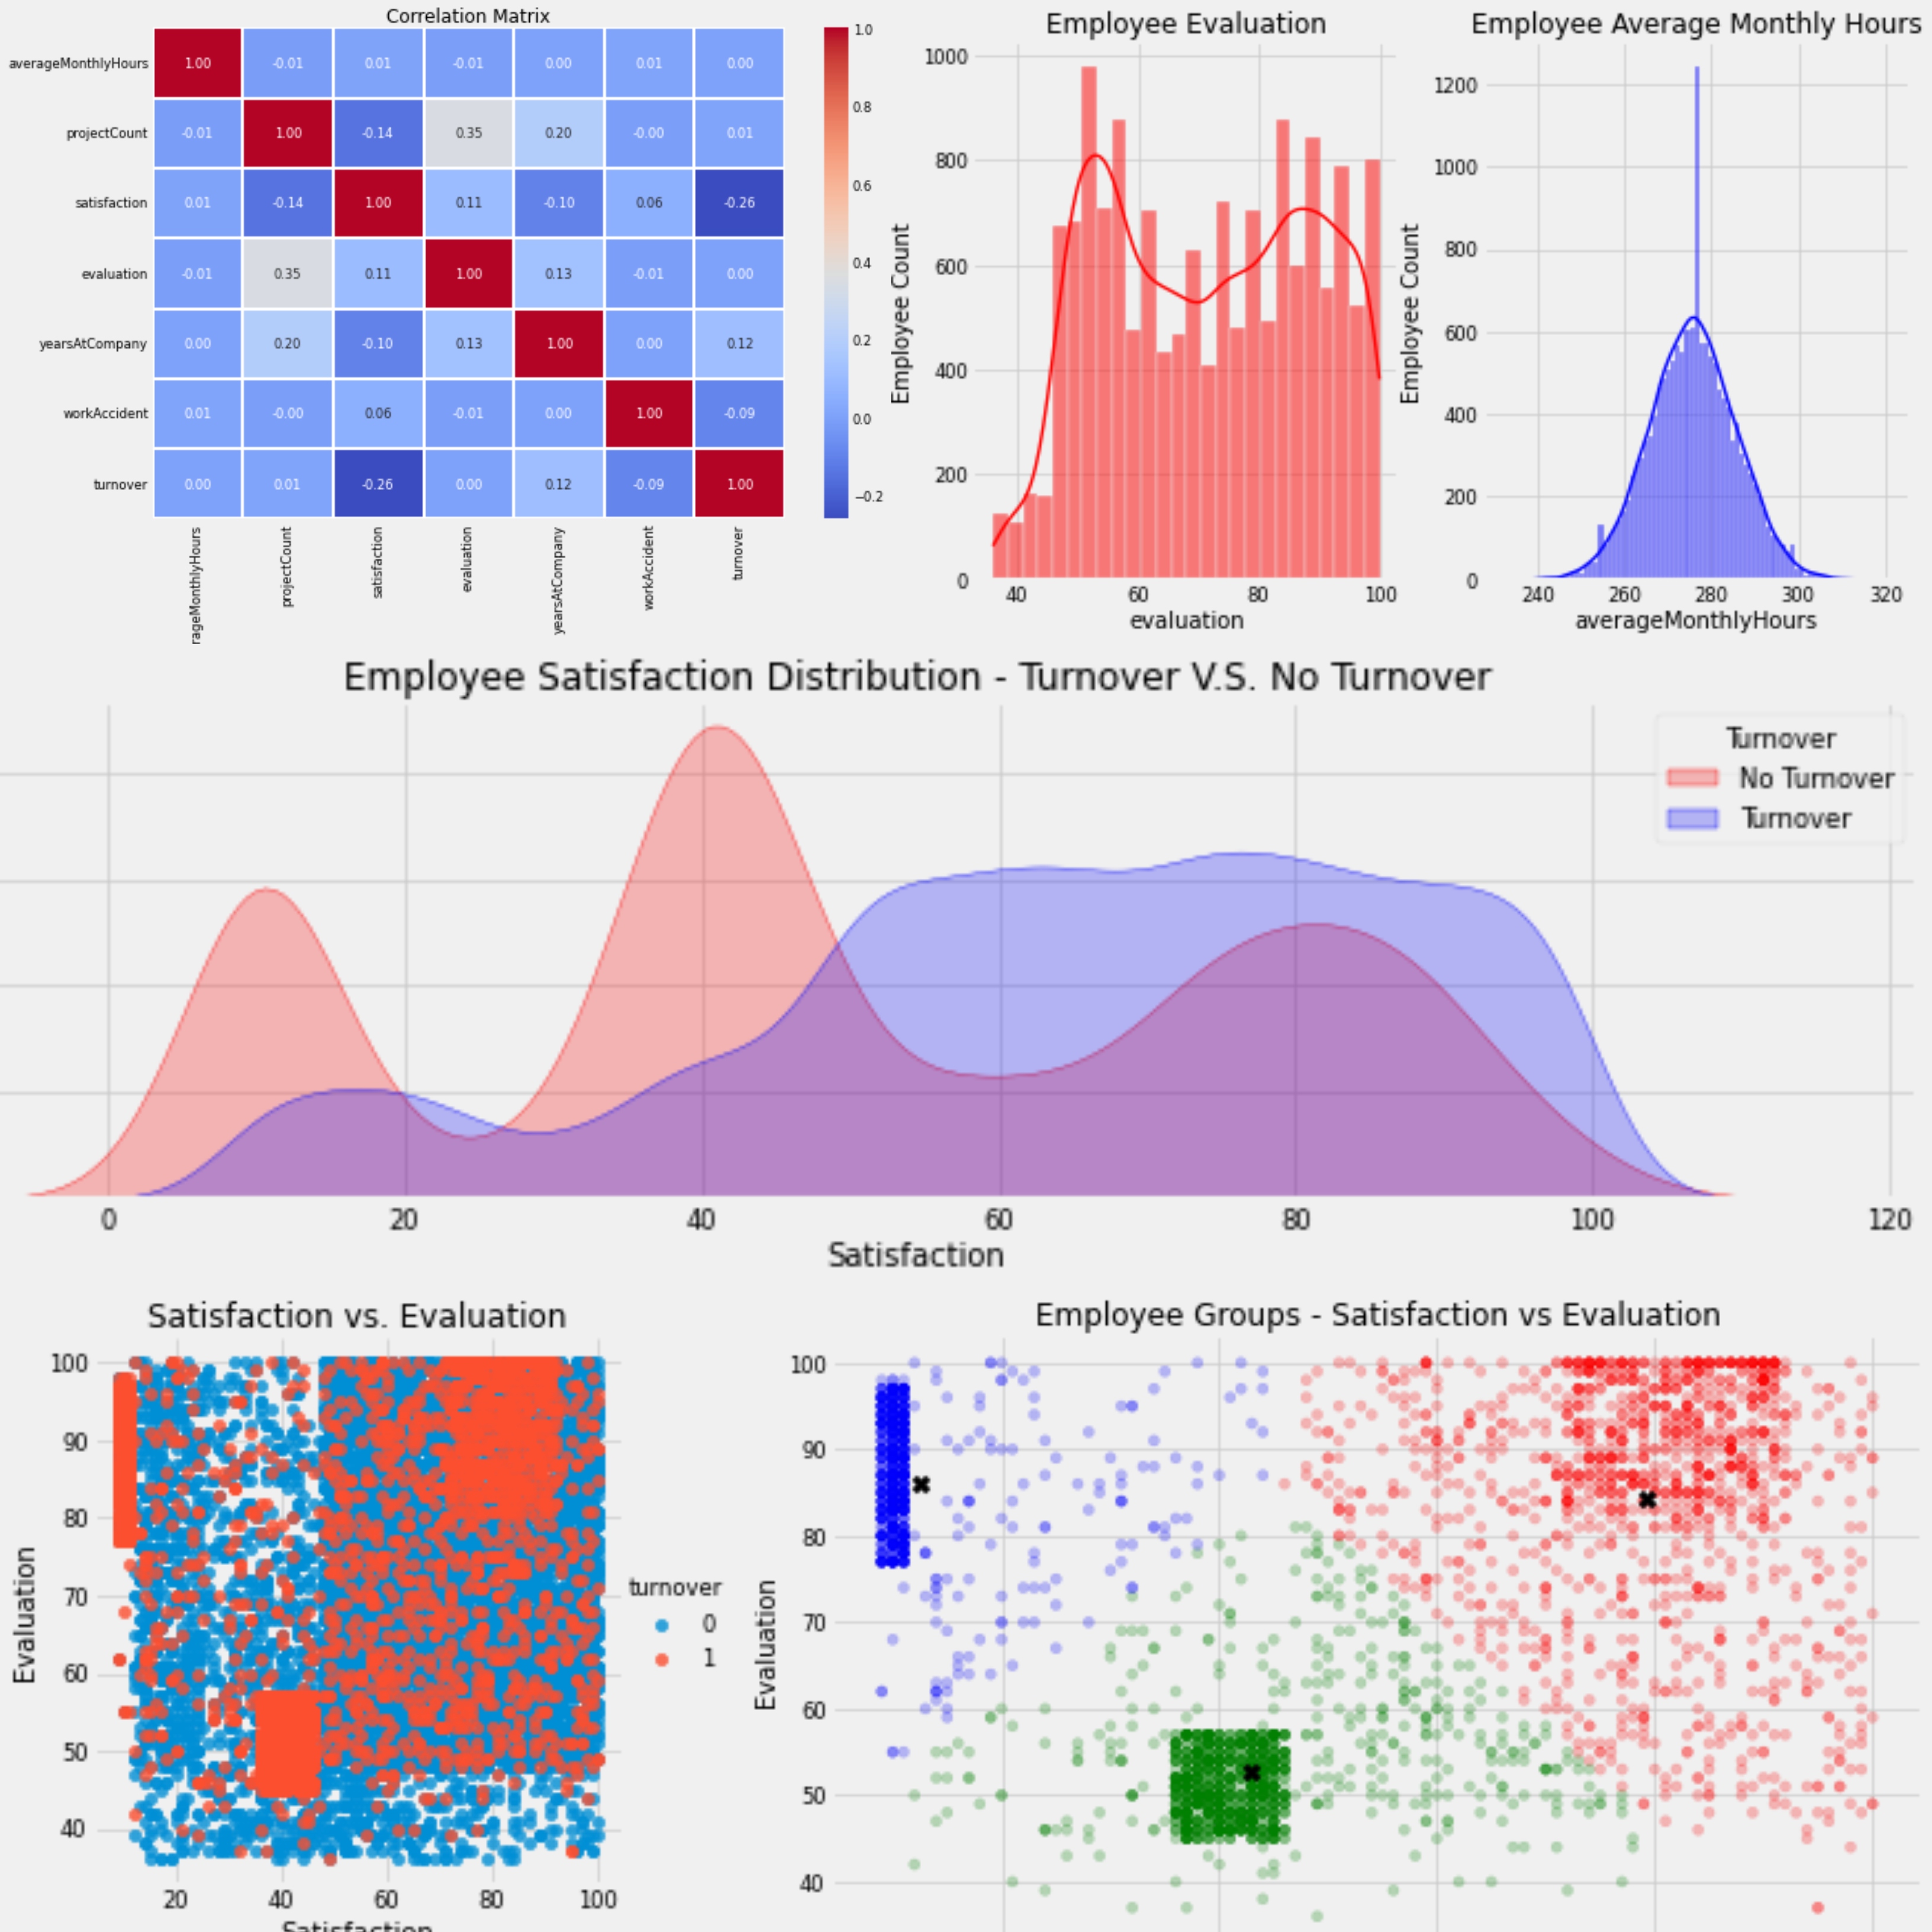 Correlation Matrix
averageMonthlyHours 1.00 -0.01 0.01 -0.01 0.00 0.01 0.00
projectCount -0.01 1.00 -0.14 0.35 0.20 -0.00 0.01
satisfaction 0.01 -0.14 1.00 0.11 -0.10 0.06 -0.26
evaluation -0.01 0.35 0.11 1.00 0.13 -0.01 0.00
yearsAtCompany 0.00 0.20 -0.10 0.13 1.00 0.00 0.12
workAccident 0.01 -0.00 0.06 -0.01 0.00 1.00 -0.09
turnover 0.00 0.01 -0.26 0.00 0.12 -0.09 1.00
rageMonthlyHours
projectCount
satisfaction
evaluation
yearsAtCompany
workAccident
turnover
1.0
0.8
0.6
0.4
0.2
0.0
−0.2
Employee Evaluation
Employee Count
1000
800
600
400
200
0
40 60 80 100
evaluation
Employee Average Monthly Hours
Employee Count
1200
1000
800
600
400
200
0
240 260 280 300 320
averageMonthlyHours
Employee Satisfaction Distribution - Turnover V.S. No Turnover
Turnover
No Turnover
Turnover
0 20 40 60 80 100 120
Satisfaction
Satisfaction vs. Evaluation
Evaluation
100
90
80
70
60
50
40
20 40 60 80 100
Satisfaction
turnover
0
1
Employee Groups - Satisfaction vs Evaluation
Evaluation
100
90
80
70
60
50
40